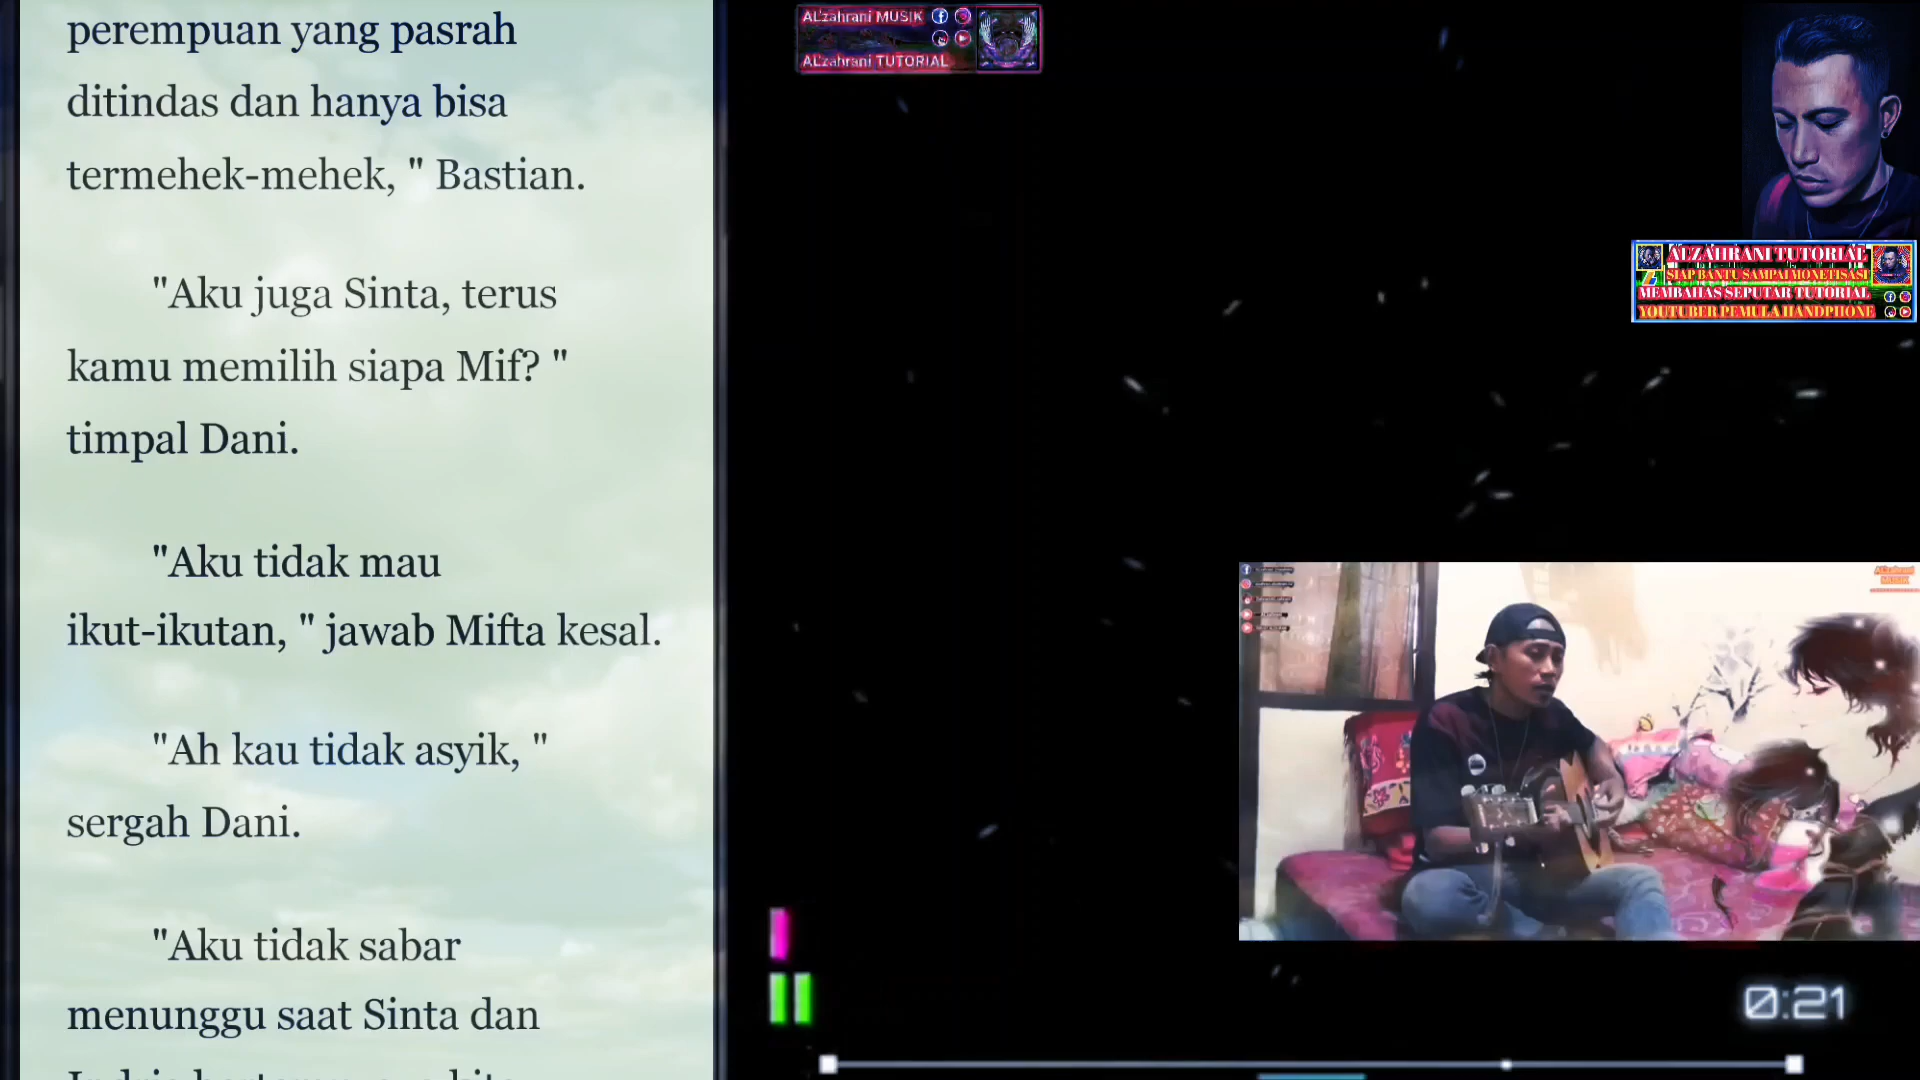 perempuan yang pasrah
ditindas dan hanya bisa
termehek-mehek, " Bastian.
"Aku juga Sinta, terus
kamu memilih siapa Mif? "
timpal Dani.
"Aku tidak mau
ikut-ikutan, " jawab Mifta kesal.
"Ah kau tidak asyik, "
sergah Dani.
"Aku tidak sabar
menunggu saat Sinta dan
AL'zahrani MUSIK
AL'zahrani TUTORIAL
ALZAHRANI TUTORIAL
SIAP BANTU SAMPAI MONETISASI
MEMBAHAS SEPUTAR TUTORIAL
YOUTUBER PEMULA HANDPHONE
0:21